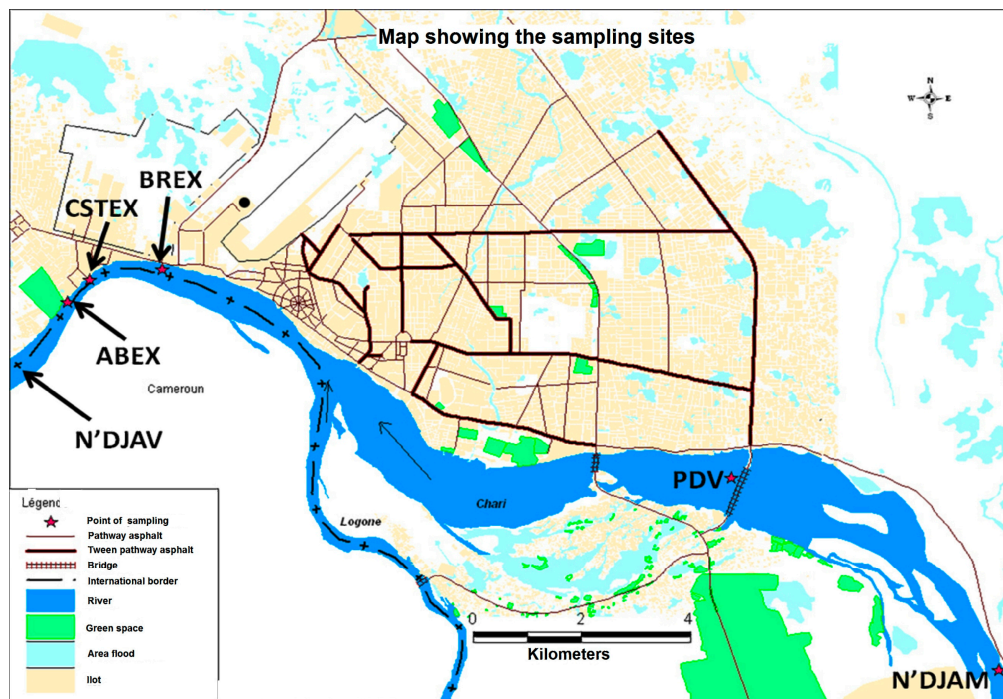 Map showing the sampling sites
N
W E
S
BREX
CSTEX
ABEX
Cameroun
N'DJAV
PDV
Chari
Logone
N'DJAM
0 2 4
Kilometers
Légend
Point of sampling
Pathway asphalt
Tween pathway asphalt
Bridge
International border
River
Green space
Area flood
Ilot